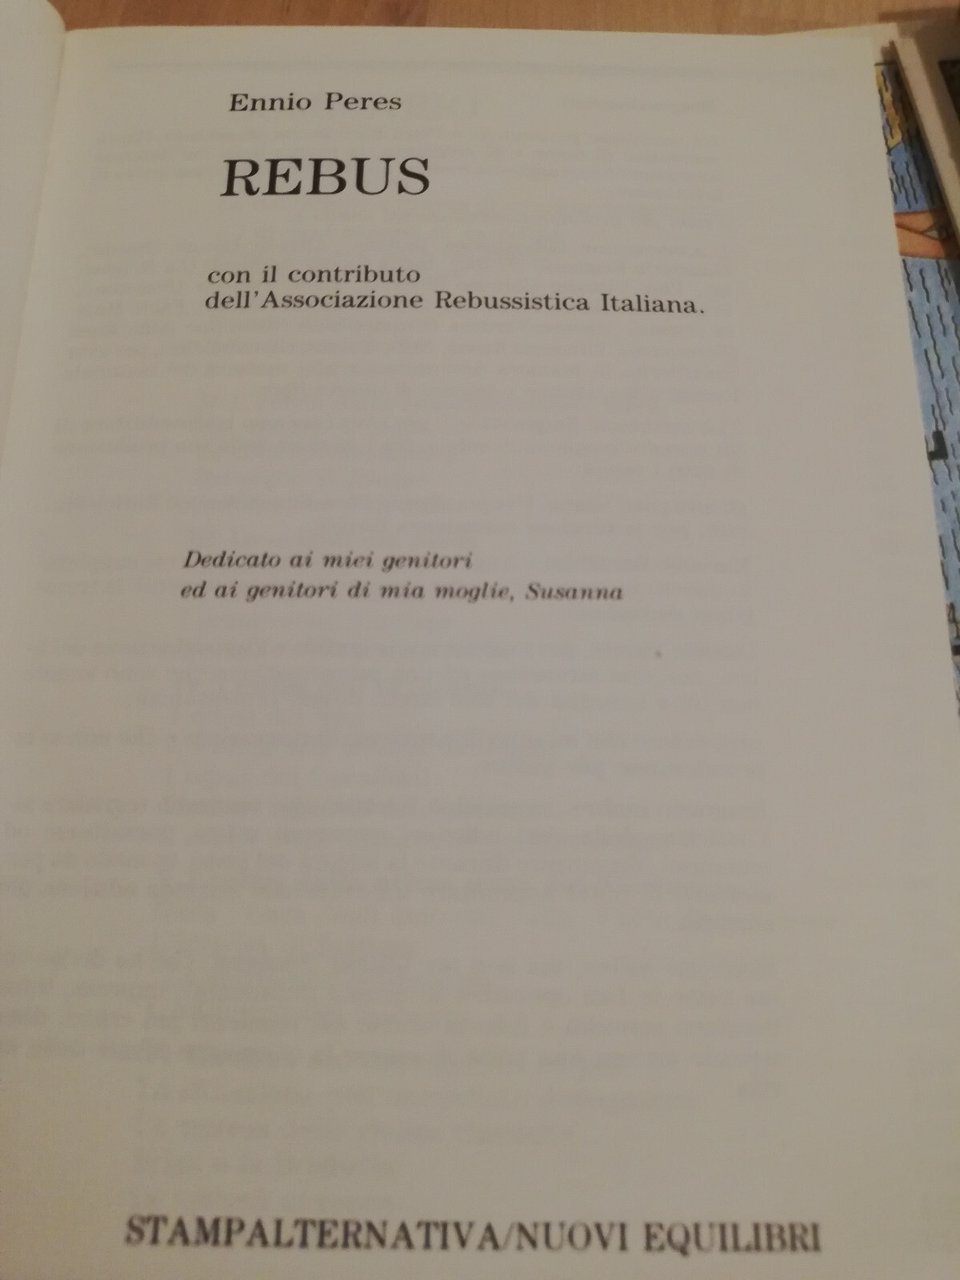 Ennio Peres
REBUS
con il contributo
dell'Associazione Rebussistica Italiana.
Dedicato ai miei genitori
ed ai genitori di mia moglie, Susanna
STAMPALTERNATIVA/NUOVI EQUILIBRI